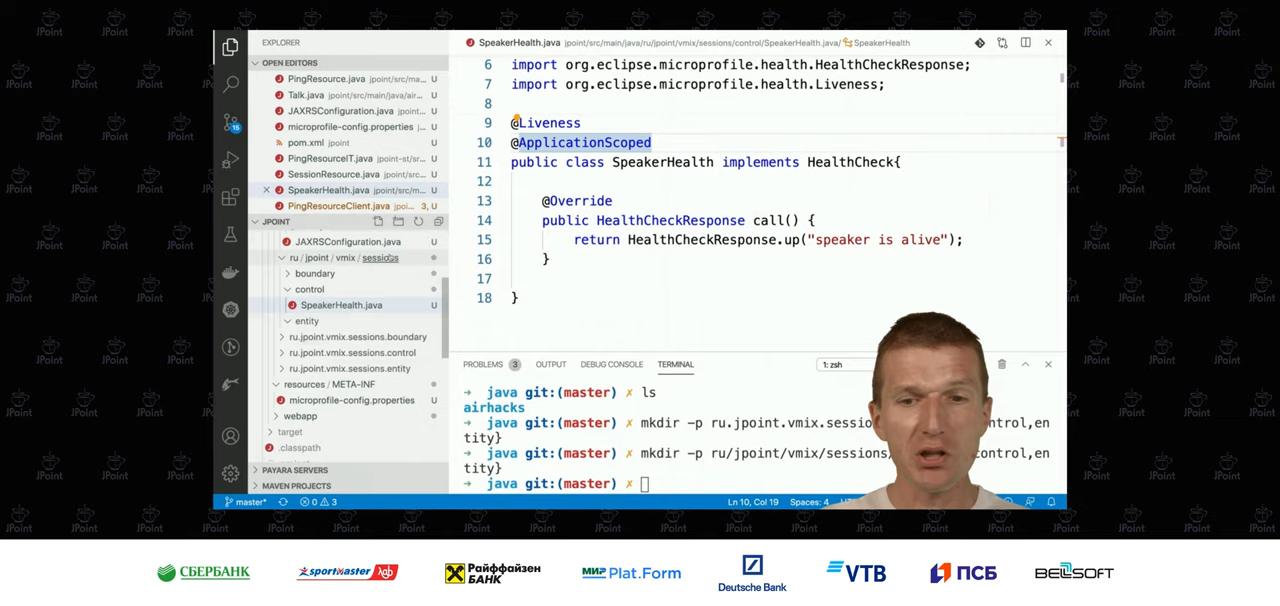 EXPLORER
OPEN EDITORS
PingResource.java jpoint/src/ma... U
Talk.java jpoint/src/main/java/air... U
JAXRSConfiguration.java jpoint... U
microprofile-config.properties j... U
pom.xml jpoint U
PingResourceIT.java jpoint-st/src... U
SessionResource.java jpoint/src... U
SpeakerHealth.java jpoint/src/m... U
PingResourceClient.java jpoi... 3, U
JPOINT
JAXRSConfiguration.java U
ru / jpoint / vmix / sessions
boundary
control
SpeakerHealth.java U
entity
ru.jpoint.vmix.sessions.boundary
ru.jpoint.vmix.sessions.control
ru.jpoint.vmix.sessions.entity
resources / META-INF
microprofile-config.properties U
webapp
target
.classpath
PAYARA SERVERS
MAVEN PROJECTS
15
SpeakerHealth.java jpoint/src/main/java/ru/jpoint/vmix/sessions/control/SpeakerHealth.java/ SpeakerHealth
6 import org.eclipse.microprofile.health.HealthCheckResponse;
7 import org.eclipse.microprofile.health.Liveness;
8
9 @Liveness
10 @ApplicationScoped
11 public class SpeakerHealth implements HealthCheck{
12
13 @Override
14 public HealthCheckResponse call() {
15 return HealthCheckResponse.up("speaker is alive");
16 }
17
18 }
PROBLEMS 3 OUTPUT DEBUG CONSOLE TERMINAL 1: zsh
→ java git:(master) ✗ ls
airhacks
→ java git:(master) ✗ mkdir -p ru.jpoint.vmix.sessio ntrol,en
tity}
→ java git:(master) ✗ mkdir -p ru/jpoint/vmix/sessions/ control,en
tity}
→ java git:(master) ✗
master* 0 3 Ln 10, Col 19 Spaces: 4
JPoint
СБЕРБАНК
sportmaster lab
Райффайзен
БАНК
МИР Plat.Form
Deutsche Bank
VTB
ПСБ
BELLSOFT